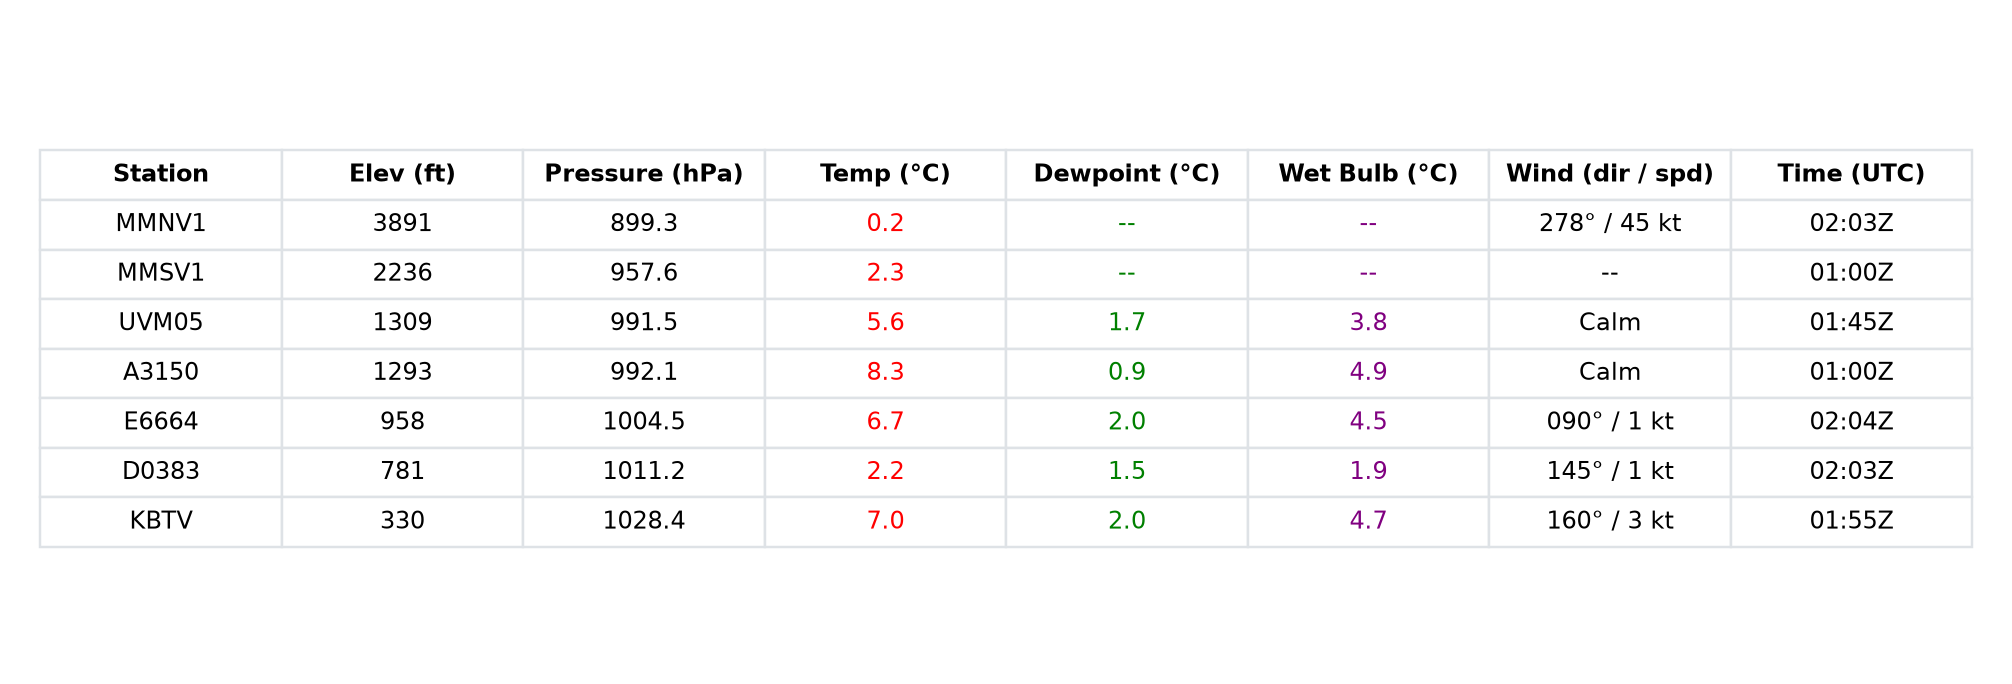 Station Elev (ft) Pressure (hPa) Temp (°C) Dewpoint (°C) Wet Bulb (°C) Wind (dir / spd) Time (UTC)
MMNV1 3891 899.3 0.2 -- -- 278° / 45 kt 02:03Z
MMSV1 2236 957.6 2.3 -- -- -- 01:00Z
UVM05 1309 991.5 5.6 1.7 3.8 Calm 01:45Z
A3150 1293 992.1 8.3 0.9 4.9 Calm 01:00Z
E6664 958 1004.5 6.7 2.0 4.5 090° / 1 kt 02:04Z
D0383 781 1011.2 2.2 1.5 1.9 145° / 1 kt 02:03Z
KBTV 330 1028.4 7.0 2.0 4.7 160° / 3 kt 01:55Z